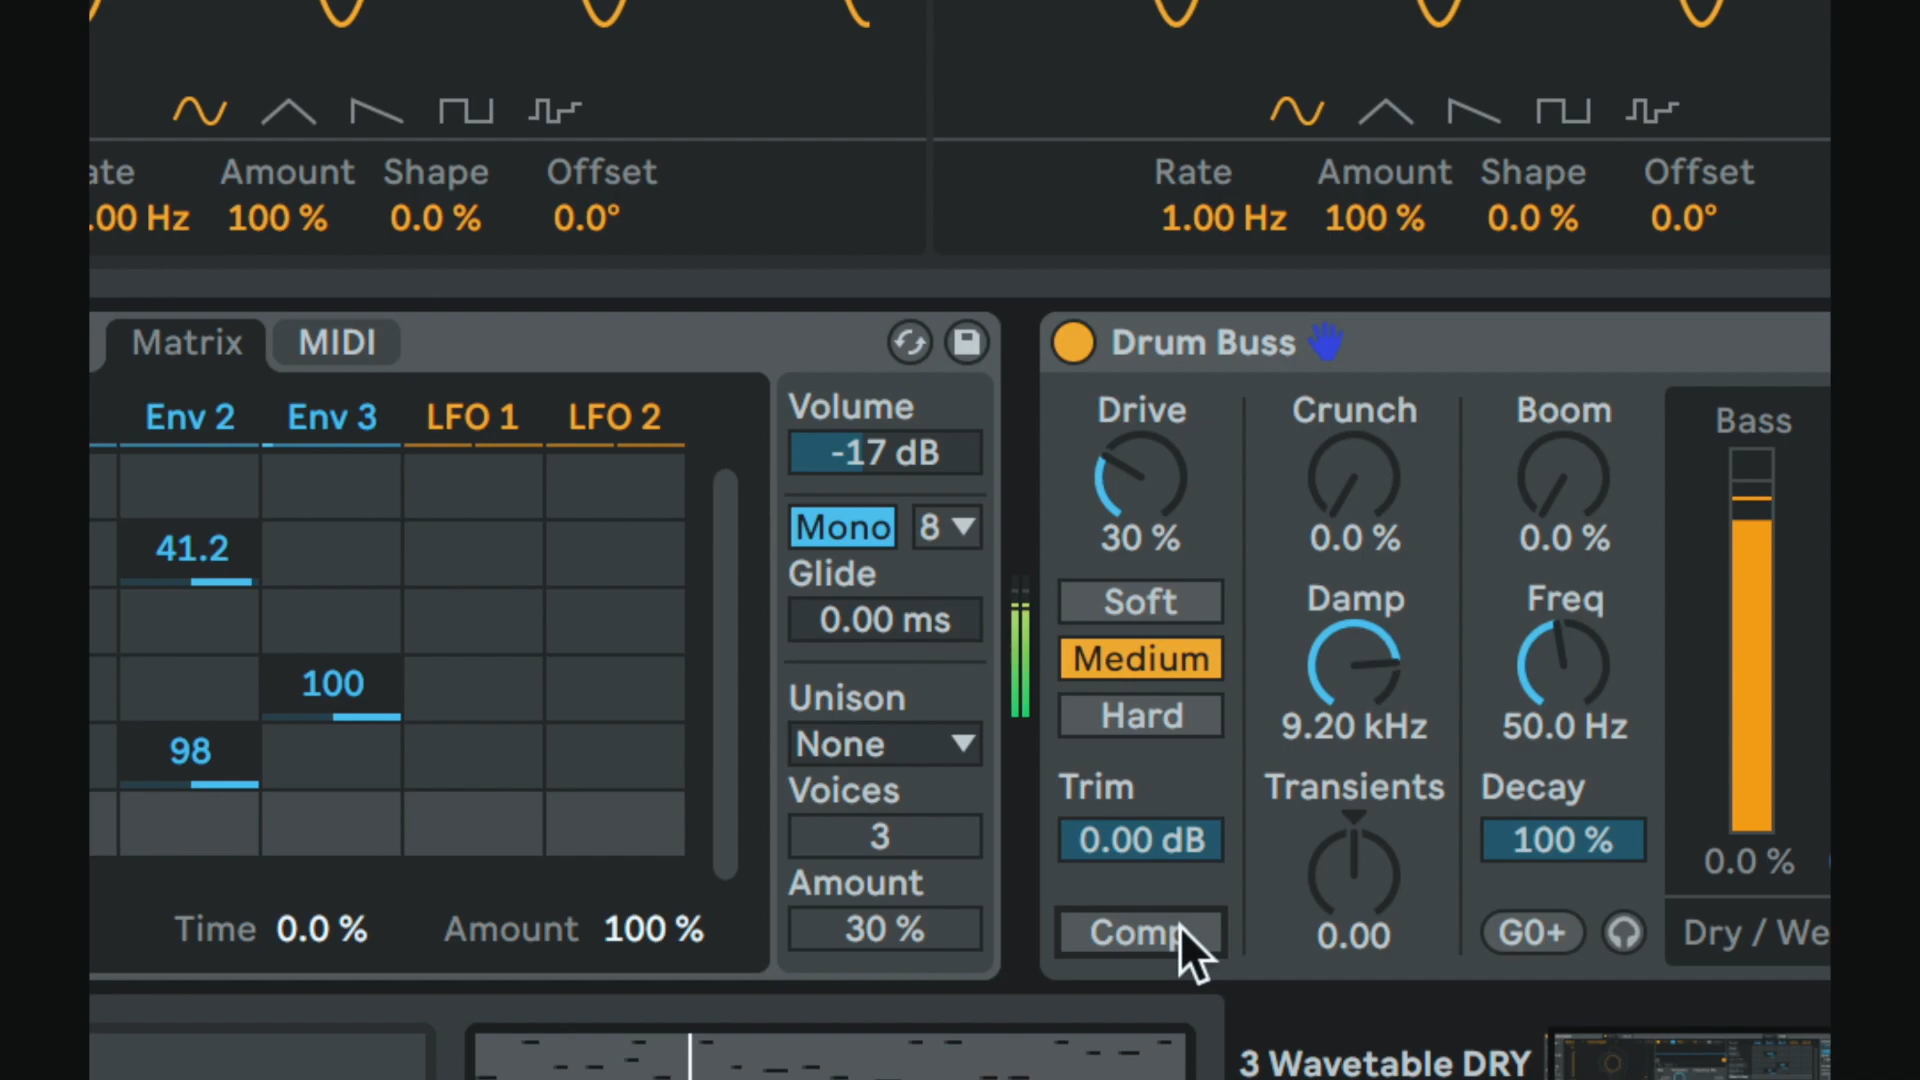 ate Amount Shape Offset
.00 Hz 100 % 0.0 % 0.0°
Rate Amount Shape Offset
1.00 Hz 100 % 0.0 % 0.0°
Matrix MIDI
Env 2 Env 3 LFO 1 LFO 2
41.2
100
98
Time 0.0 % Amount 100 %
Volume
-17 dB
Mono 8
Glide
0.00 ms
Unison
None
Voices
3
Amount
30 %
Drum Buss
Drive
30 %
Soft
Medium
Hard
Trim
0.00 dB
Comp
Crunch
0.0 %
Damp
9.20 kHz
Transients
0.00
Boom
0.0 %
Freq
50.0 Hz
Decay
100 %
G0+
Bass
0.0 %
Dry / We
3 Wavetable DRY